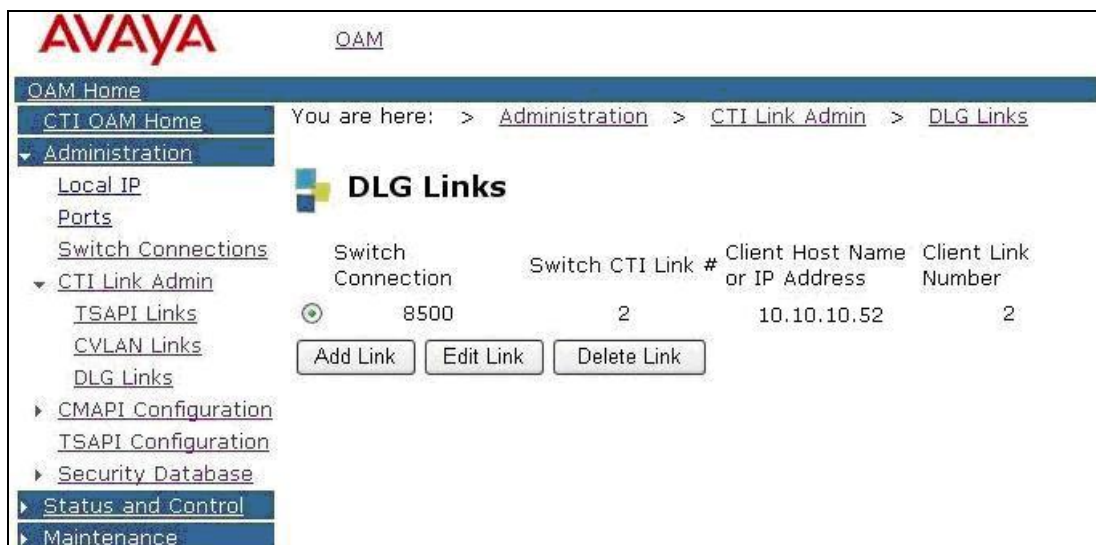 AVAYA
OAM
OAM Home
CTI OAM Home
Administration
Local IP
Ports
Switch Connections
CTI Link Admin
TSAPI Links
CVLAN Links
DLG Links
CMAPI Configuration
TSAPI Configuration
Security Database
Status and Control
Maintenance
You are here: > Administration > CTI Link Admin > DLG Links
DLG Links
Switch Connection
Switch CTI Link #
Client Host Name or IP Address
Client Link Number
8500 2 10.10.10.52 2
Add Link Edit Link Delete Link